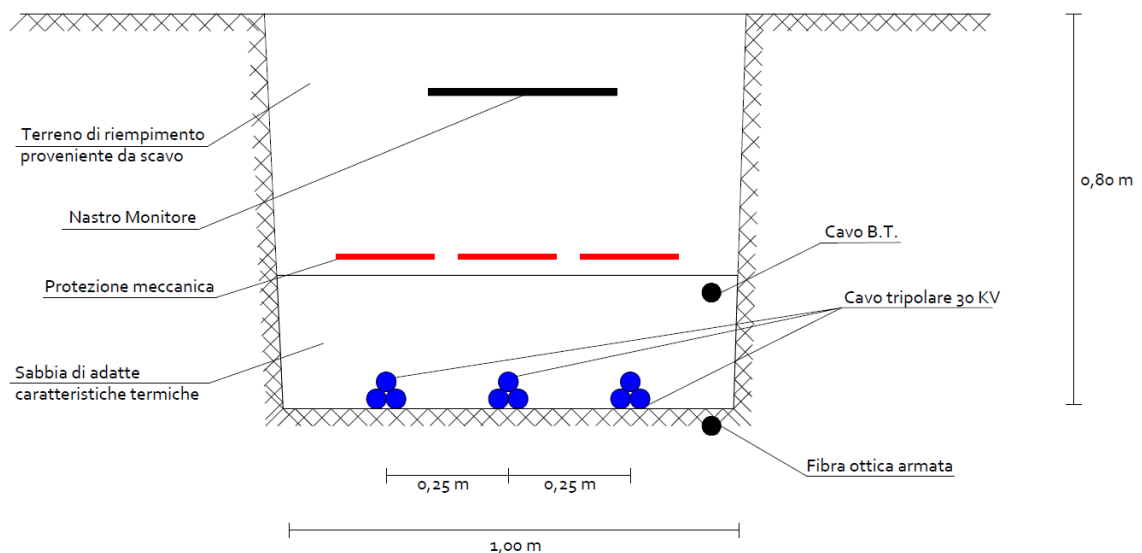 Terreno di riempimento
proveniente da scavo
0,80 m
Nastro Monitore
Cavo B.T.
Protezione meccanica
Cavo tripolare 30 KV
Sabbia di adatte
caratteristiche termiche
Fibra ottica armata
0,25 m
0,25 m
1,00 m